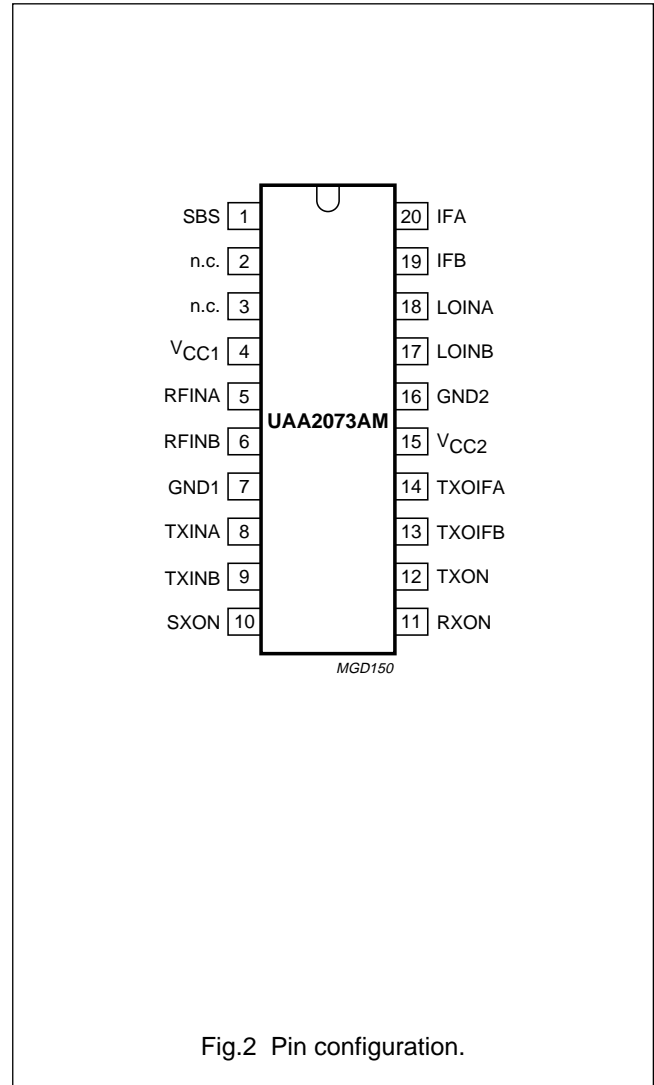 SBS 1 20 IFA
n.c. 2 19 IFB
n.c. 3 18 LOINA
VCC1 4 17 LOINB
RFINA 5 16 GND2
UAA2073AM
RFINB 6 15 VCC2
GND1 7 14 TXOIFA
TXINA 8 13 TXOIFB
TXINB 9 12 TXON
SXON 10 11 RXON
MGD150
Fig.2 Pin configuration.